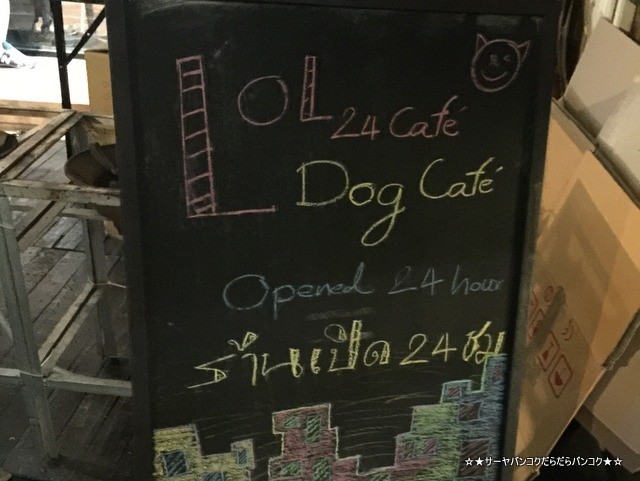 LOL 24 Café
Dog Café
Opened 24 hour
ร้านเปิด 24 ชม
☆★サーヤバンコクだらだらバンコク★☆